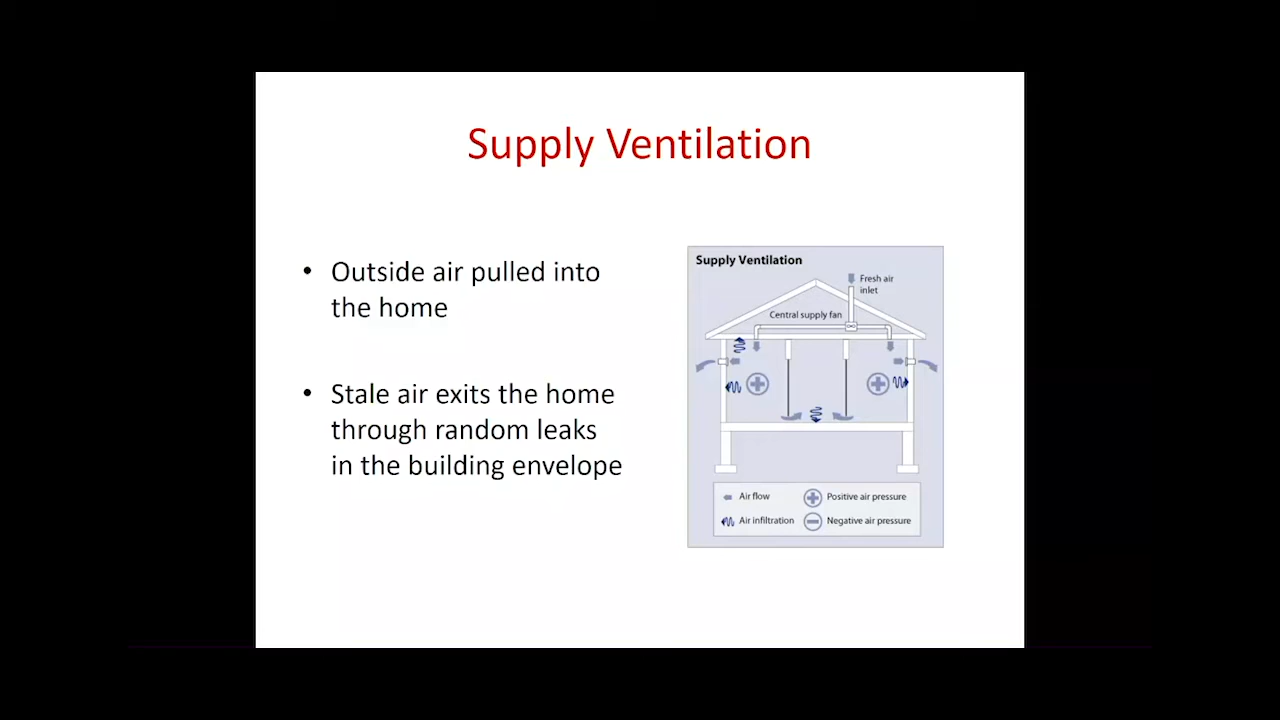 Supply Ventilation
• Outside air pulled into
the home
• Stale air exits the home
through random leaks
in the building envelope
Supply Ventilation
Fresh air
inlet
Central supply fan
Air flow
Positive air pressure
Air infiltration
Negative air pressure